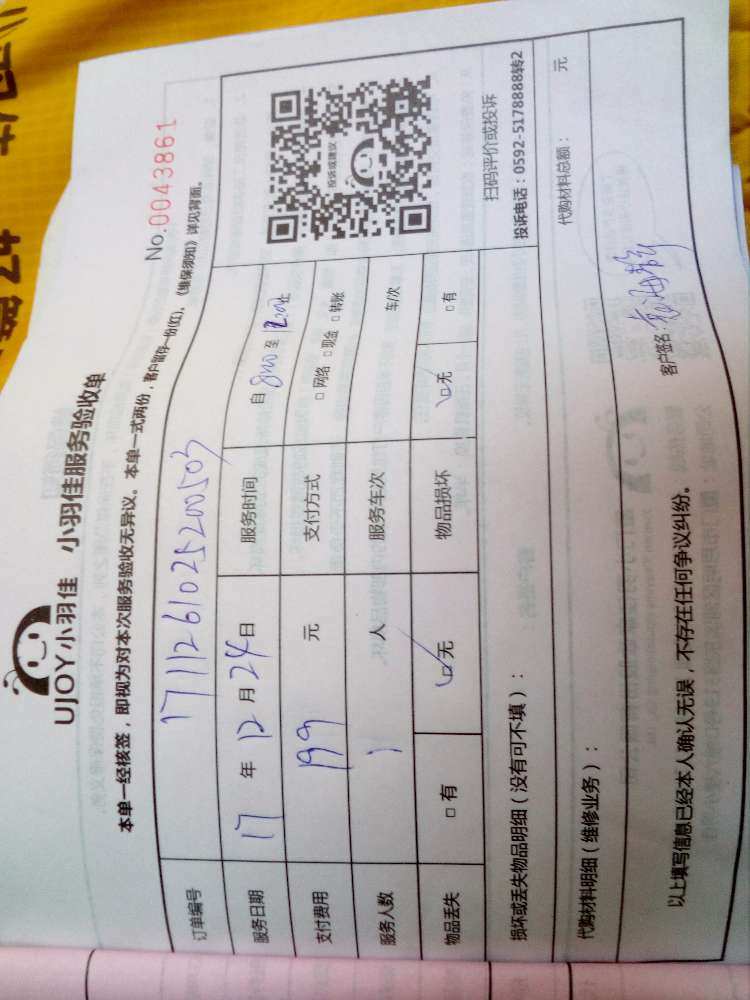 UJOY小羽佳 小羽佳服务验收单
No.0043861
本单一经核签，即视为对本次服务验收无异议。本单一式两份，客户留存一份(红)。《维保须知》详见背面。
订单编号 171126102520050503
服务日期 17 年 12 月 24 日 服务时间 自 8:00 至 12:00止
支付费用 199 元 支付方式 □网络 □现金 □转账
服务人数 1 人 服务车次 车/次
物品丢失 □有 □无 物品损坏 □无 □有
投诉或建议
扫码评价或投诉
投诉电话：0592-5178888转2
损坏或丢失物品明细（没有可不填）：
代购材料明细（维修业务）： 代购材料总额： 元
以上填写信息已经本人确认无误，不存在任何争议纠纷。 客户签名：